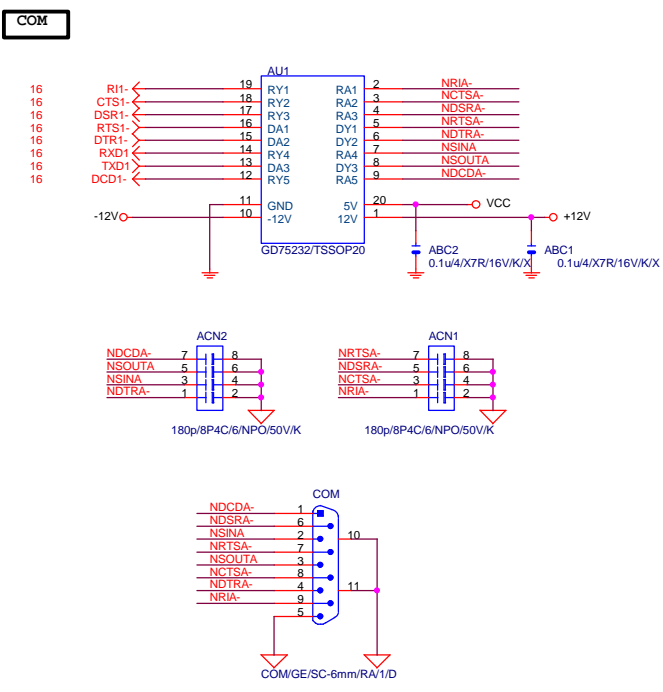 COM
AU1
16 RI1- 19 RY1 RA1 2 NRIA-
16 CTS1- 18 RY2 RA2 3 NCTSA-
16 DSR1- 17 RY3 RA3 4 NDSRA-
16 RTS1- 16 DA1 DY1 5 NRTSA-
16 DTR1- 15 DA2 DY2 6 NDTRA-
16 RXD1 14 RY4 RA4 7 NSINA
16 TXD1 13 DA3 DY3 8 NSOUTA
16 DCD1- 12 RY5 RA5 9 NDCDA-
11 GND 5V 20 VCC
-12V 10 -12V 12V 1 +12V
GD75232/TSSOP20
ABC2 ABC1
0.1u/4/X7R/16V/K/X 0.1u/4/X7R/16V/K/X
ACN2 ACN1
NDCDA- 7 8 NRTSA- 7 8
NSOUTA 5 6 NDSRA- 5 6
NSINA 3 4 NCTSA- 3 4
NDTRA- 1 2 NRIA- 1 2
180p/8P4C/6/NPO/50V/K 180p/8P4C/6/NPO/50V/K
COM
NDCDA- 1
NDSRA- 6
NSINA 2 10
NRTSA- 7
NSOUTA 3
NCTSA- 8
NDTRA- 4 11
NRIA- 9
5
COM/GE/SC-6mm/RA/1/D